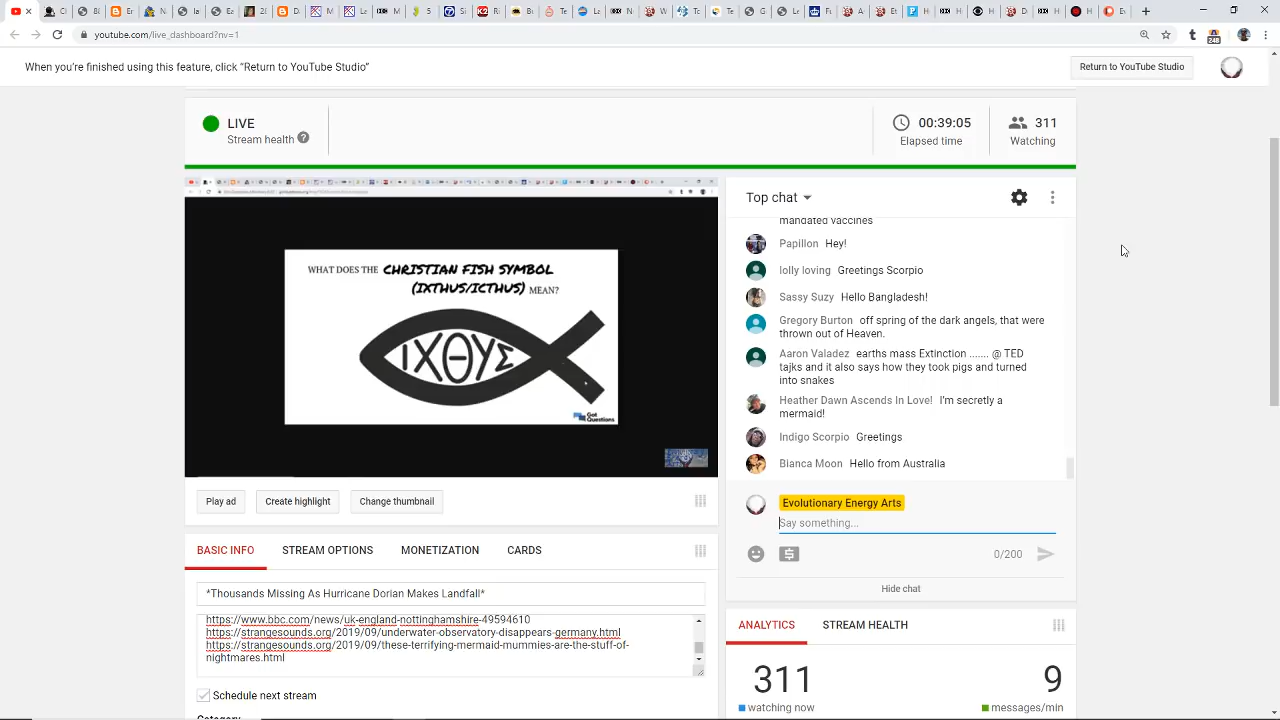 youtube.com/live_dashboard?nv=1
248
When you're finished using this feature, click “Return to YouTube Studio”
Return to YouTube Studio
LIVE
Stream health
00:39:05
Elapsed time
311
Watching
WHAT DOES THE CHRISTIAN FISH SYMBOL
(IXTHUS/ICTHUS) MEAN?
ΙΧΘΥΣ
Got Questions
Top chat
mandated vaccines
Papillon Hey!
lolly loving Greetings Scorpio
Sassy Suzy Hello Bangladesh!
Gregory Burton off spring of the dark angels, that were
thrown out of Heaven.
Aaron Valadez earths mass Extinction ....... @ TED
tajks and it also says how they took pigs and turned
into snakes
Heather Dawn Ascends In Love! I'm secretly a
mermaid!
Indigo Scorpio Greetings
Bianca Moon Hello from Australia
Evolutionary Energy Arts
Say something...
0/200
Hide chat
Play ad
Create highlight
Change thumbnail
BASIC INFO
STREAM OPTIONS
MONETIZATION
CARDS
*Thousands Missing As Hurricane Dorian Makes Landfall*
https://www.bbc.com/news/uk-england-nottinghamshire-49594610
https://strangesounds.org/2019/09/underwater-observatory-disappears-germany.html
https://strangesounds.org/2019/09/these-terrifying-mermaid-mummies-are-the-stuff-of-
nightmares.html
Schedule next stream
Category
ANALYTICS
STREAM HEALTH
311
watching now
9
messages/min